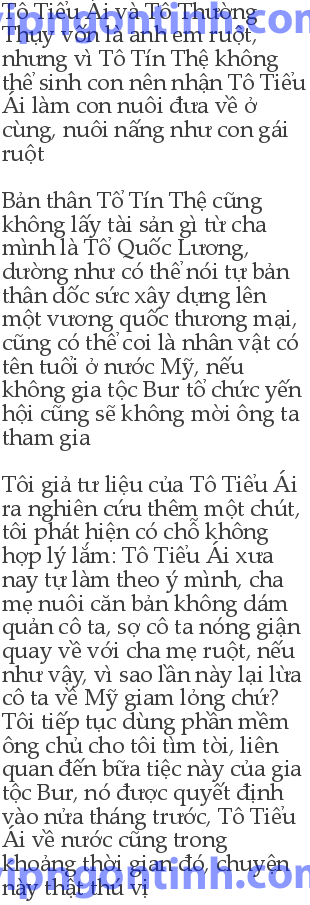 Tô Tiểu Ái và Tô Thường
Thụy vốn là anh em ruột,
nhưng vì Tô Tín Thệ không
thể sinh con nên nhận Tô Tiểu
Ái làm con nuôi đưa về ở
cùng, nuôi nấng như con gái
ruột
Bản thân Tổ Tín Thệ cũng
không lấy tài sản gì từ cha
mình là Tổ Quốc Lương,
dường như có thể nói tự bản
thân dốc sức xây dựng lên
một vương quốc thương mại,
cũng có thể coi là nhân vật có
tên tuổi ở nước Mỹ, nếu
không gia tộc Bur tổ chức yến
hội cũng sẽ không mời ông ta
tham gia
Tôi giả tư liệu của Tô Tiểu Ái
ra nghiên cứu thêm một chút,
tôi phát hiện có chỗ không
hợp lý lắm: Tô Tiểu Ái xưa
nay tự làm theo ý mình, cha
mẹ nuôi căn bản không dám
quản cô ta, sợ cô ta nóng giận
quay về với cha mẹ ruột, nếu
như vậy, vì sao lần này lại lừa
cô ta về Mỹ giam lỏng chứ?
Tôi tiếp tục dùng phần mềm
ông chủ cho tôi tìm tòi, liên
quan đến bữa tiệc này của gia
tộc Bur, nó được quyết định
vào nửa tháng trước, Tô Tiểu
Ái về nước cũng trong
khoảng thời gian đó, chuyện
này thật thú vị
vipngontinh.com
vipngontinh.com